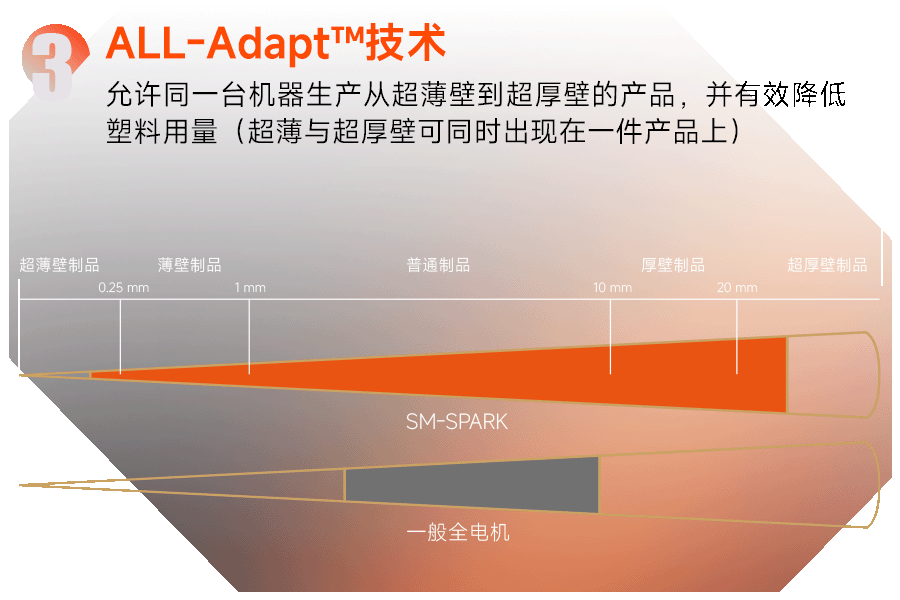 3
ALL-Adapt™技术
允许同一台机器生产从超薄壁到超厚壁的产品，并有效降低
塑料用量（超薄与超厚壁可同时出现在一件产品上）
超薄壁制品 薄壁制品 普通制品 厚壁制品 超厚壁制品
0.25 mm 1 mm 10 mm 20 mm
SM-SPARK
一般全电机